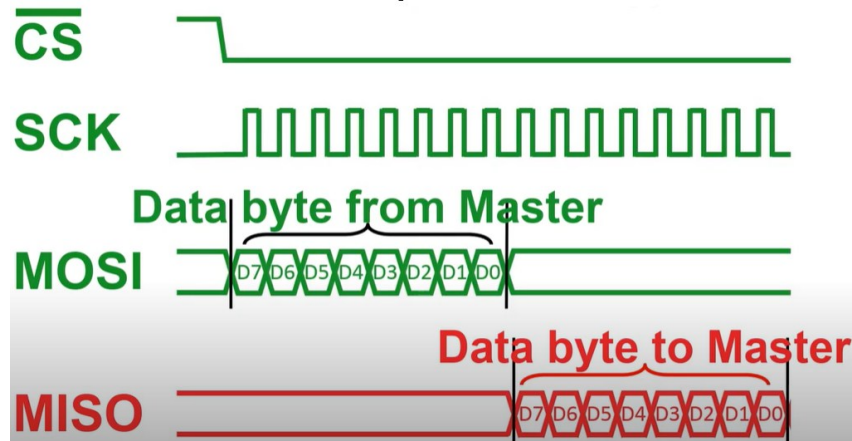 CS
SCK
Data byte from Master
MOSI
D7 D6 D5 D4 D3 D2 D1 D0
Data byte to Master
MISO
D7 D6 D5 D4 D3 D2 D1 D0